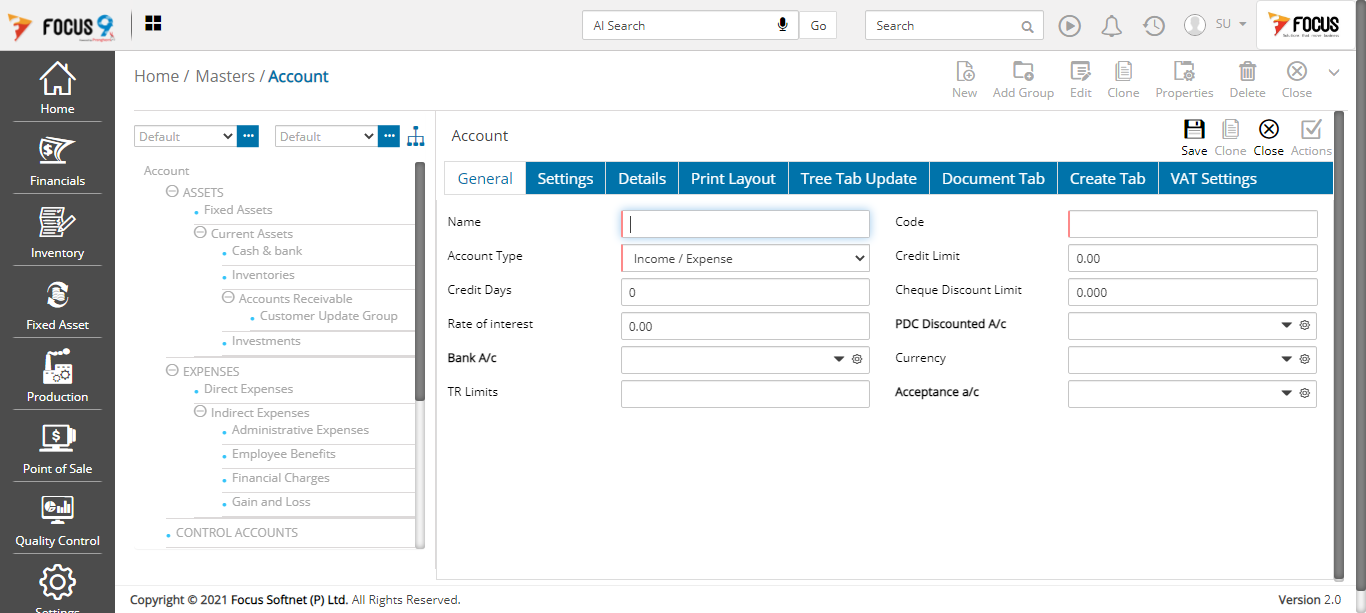 FOCUS 9
AI Search
Go
Search
SU
FOCUS
Home / Masters / Account
New
Add Group
Edit
Clone
Properties
Delete
Close
Home
Financials
Inventory
Fixed Asset
Production
Point of Sale
Quality Control
Settings
Default
Default
Account
ASSETS
Fixed Assets
Current Assets
Cash & bank
Inventories
Accounts Receivable
Customer Update Group
Investments
EXPENSES
Direct Expenses
Indirect Expenses
Administrative Expenses
Employee Benefits
Financial Charges
Gain and Loss
CONTROL ACCOUNTS
Account
Save
Clone
Close
Actions
General
Settings
Details
Print Layout
Tree Tab Update
Document Tab
Create Tab
VAT Settings
Name
Code
Account Type
Income / Expense
Credit Limit
0.00
Credit Days
0
Cheque Discount Limit
0.000
Rate of interest
0.00
PDC Discounted A/c
Bank A/c
Currency
TR Limits
Acceptance a/c
Copyright © 2021 Focus Softnet (P) Ltd. All Rights Reserved.
Version 2.0